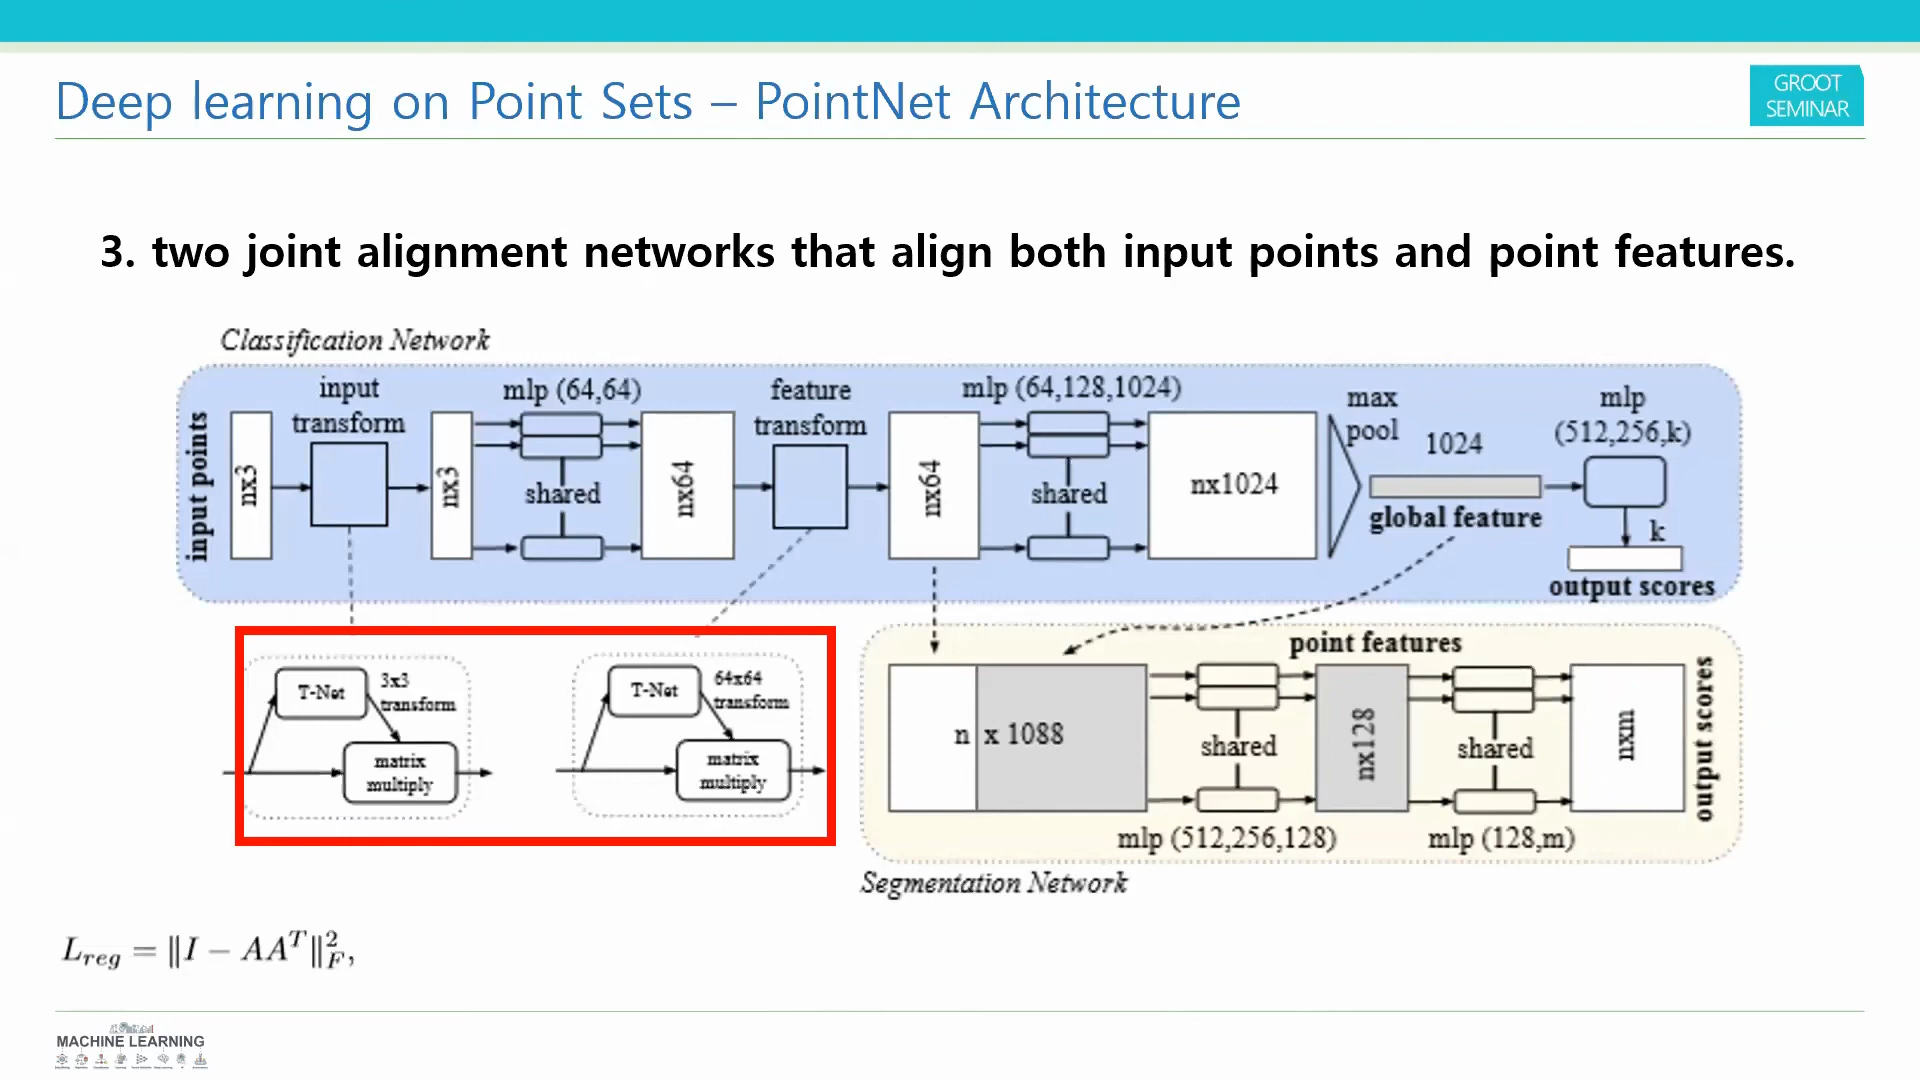 Deep learning on Point Sets – PointNet Architecture
GROOT
SEMINAR
3. two joint alignment networks that align both input points and point features.
Classification Network
input points
nx3
input
transform
nx3
mlp (64,64)
shared
nx64
feature
transform
nx64
mlp (64,128,1024)
shared
nx1024
max
pool
1024
global feature
mlp
(512,256,k)
k
output scores
T-Net
3x3
transform
matrix
multiply
T-Net
64x64
transform
matrix
multiply
point features
n x 1088
shared
mlp (512,256,128)
nx128
shared
mlp (128,m)
nxm
output scores
Segmentation Network
L_{reg} = \|I - AA^T\|_F^2,
MACHINE LEARNING